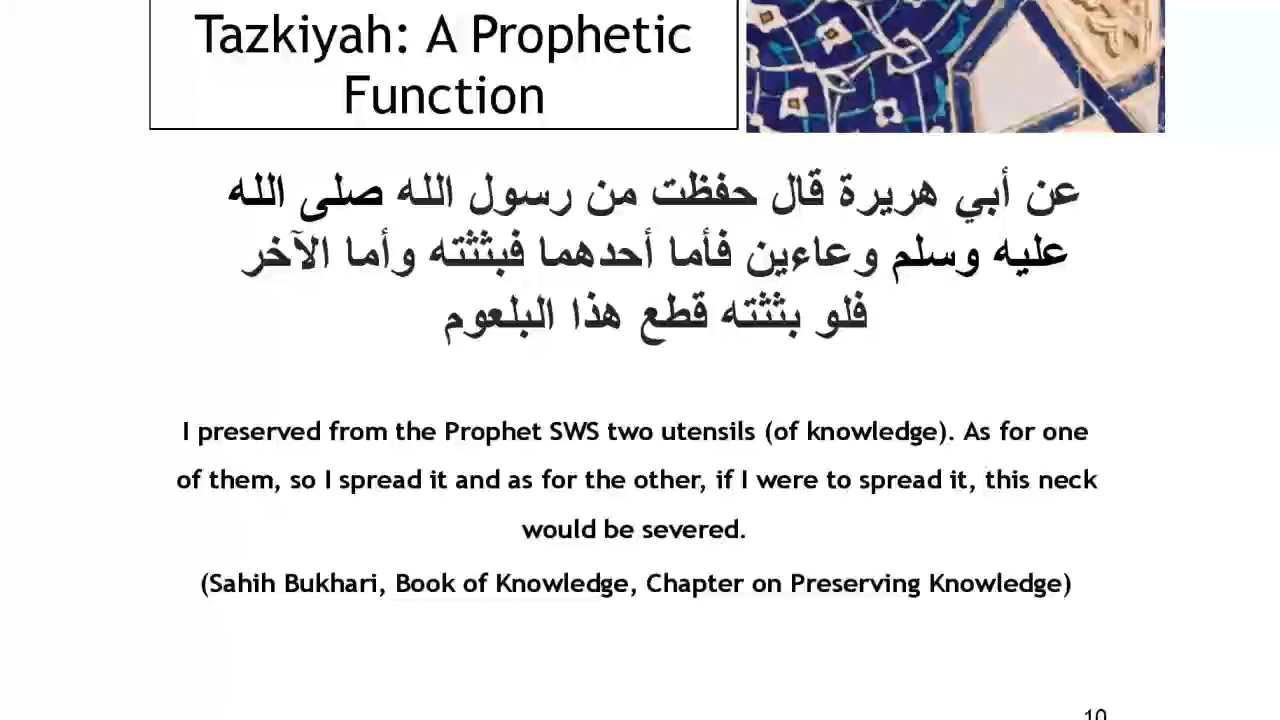 Tazkiyah: A Prophetic
Function
عن أبي هريرة قال حفظت من رسول الله صلى الله
عليه وسلم وعاءين فأما أحدهما فبثثته وأما الآخر
فلو بثثته قطع هذا البلعوم
I preserved from the Prophet SWS two utensils (of knowledge). As for one
of them, so I spread it and as for the other, if I were to spread it, this neck
would be severed.
(Sahih Bukhari, Book of Knowledge, Chapter on Preserving Knowledge)
10